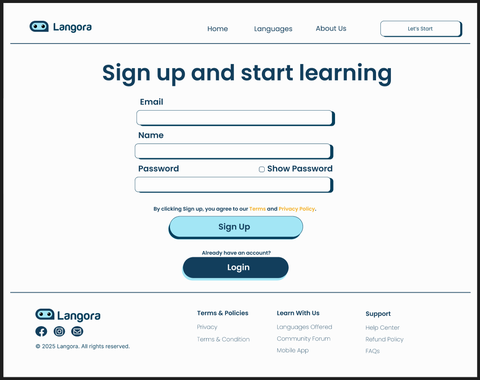 Langora
Home Languages About Us Let's Start
Sign up and start learning
Email
Name
Password Show Password
By clicking Sign up, you agree to our Terms and Privacy Policy.
Sign Up
Already have an account?
Login
Langora
© 2025 Langora. All rights reserved.
Terms & Policies
Privacy
Terms & Condition
Learn With Us
Languages Offered
Community Forum
Mobile App
Support
Help Center
Refund Policy
FAQs